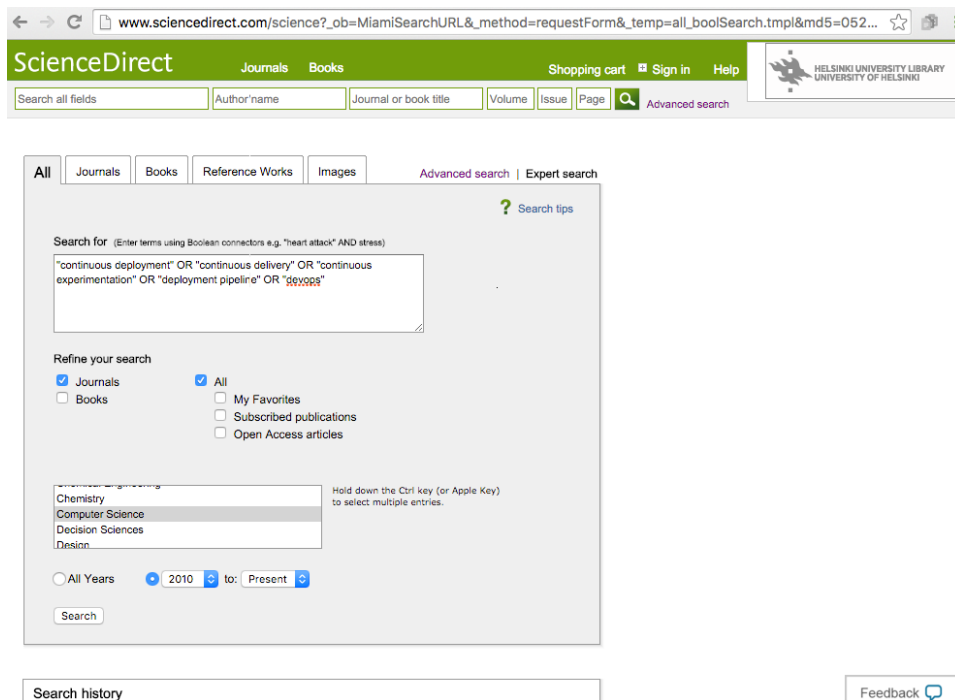 www.sciencedirect.com/science?_ob=MiamiSearchURL&_method=requestForm&_temp=all_boolSearch.tmpl&md5=052...
ScienceDirect Journals Books Shopping cart Sign in Help
HELSINKI UNIVERSITY LIBRARY
UNIVERSITY OF HELSINKI
Search all fields Author'name Journal or book title Volume Issue Page Advanced search
All Journals Books Reference Works Images Advanced search | Expert search
? Search tips
Search for (Enter terms using Boolean connectors e.g. "heart attack" AND stress)
"continuous deployment" OR "continuous delivery" OR "continuous
experimentation" OR "deployment pipeline" OR "devops"
Refine your search
Journals All
Books My Favorites
Subscribed publications
Open Access articles
Chemical Engineering
Hold down the Ctrl key (or Apple Key)
Chemistry to select multiple entries.
Computer Science
Decision Sciences
Design
All Years 2010 to: Present
Search
Search history Feedback